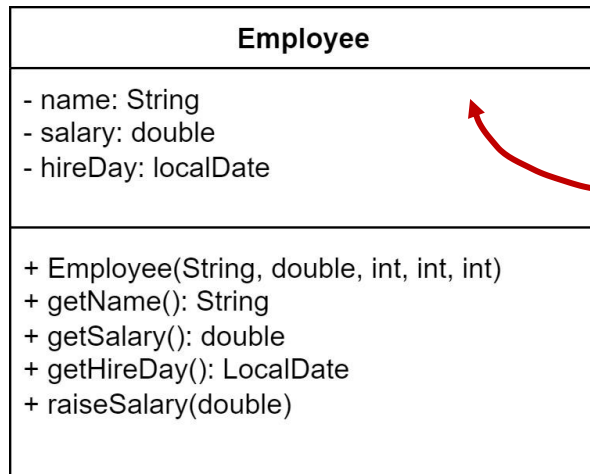 Employee
- name: String
- salary: double
- hireDay: localDate
+ Employee(String, double, int, int, int)
+ getName(): String
+ getSalary(): double
+ getHireDay(): LocalDate
+ raiseSalary(double)